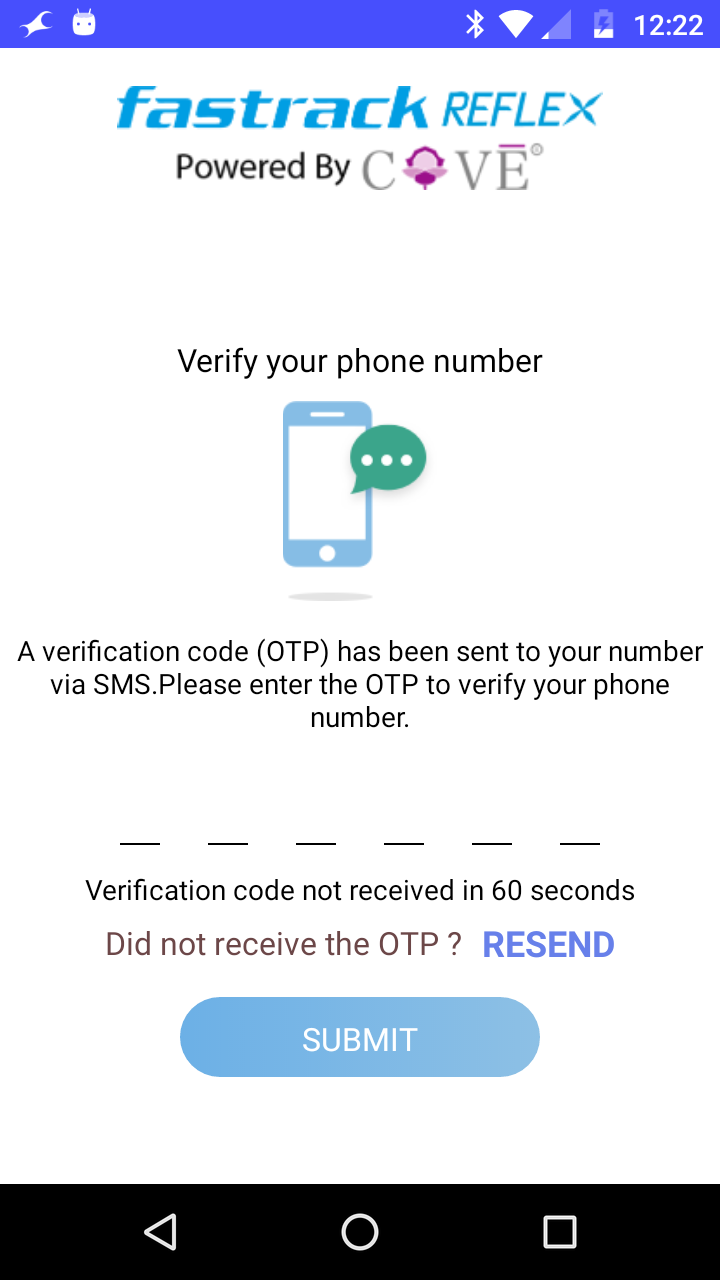 12:22
fastrack REFLEX
Powered By COVE®
Verify your phone number
A verification code (OTP) has been sent to your number
via SMS.Please enter the OTP to verify your phone
number.
Verification code not received in 60 seconds
Did not receive the OTP ? RESEND
SUBMIT